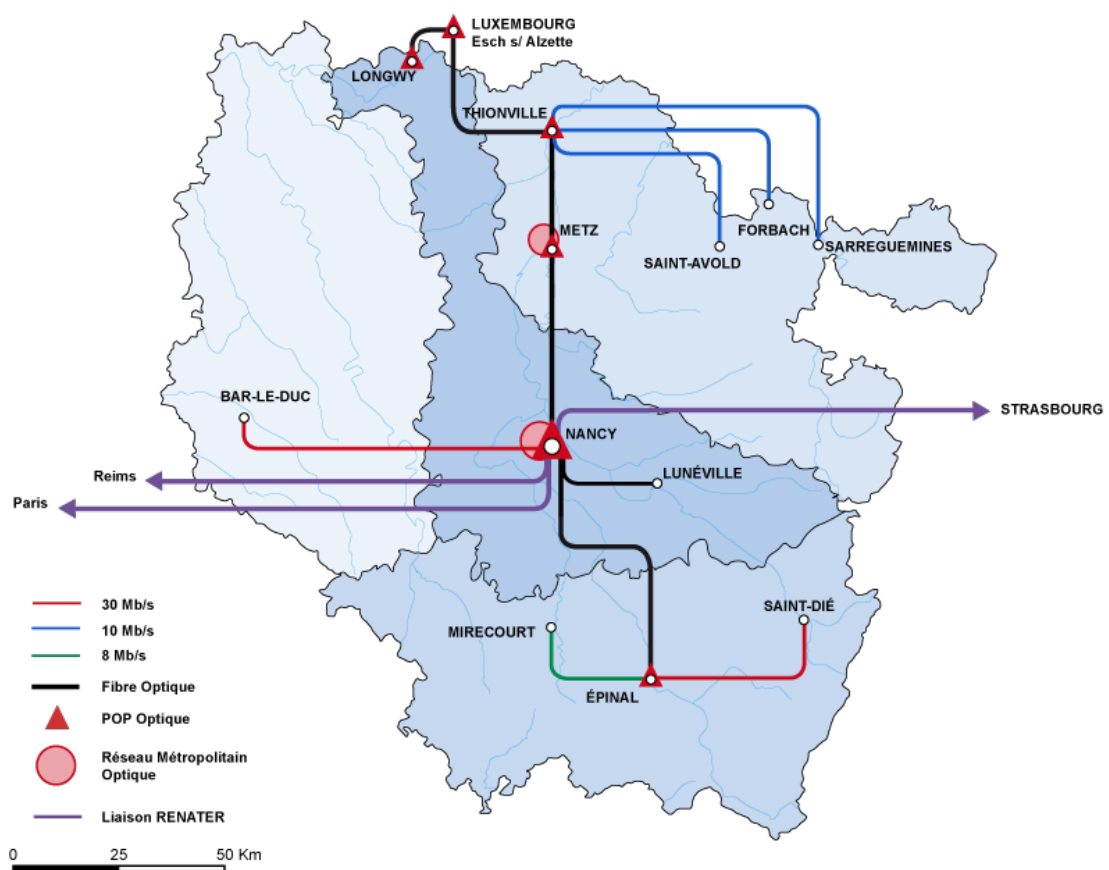 LUXEMBOURG
Esch s/ Alzette
LONGWY
THIONVILLE
METZ
FORBACH
SARREGUEMINES
SAINT-AVOLD
BAR-LE-DUC
STRASBOURG
NANCY
Reims
LUNÉVILLE
Paris
30 Mb/s
SAINT-DIÉ
10 Mb/s
MIRECOURT
8 Mb/s
Fibre Optique
ÉPINAL
POP Optique
Réseau Métropolitain
Optique
Liaison RENATER
0 25 50 Km